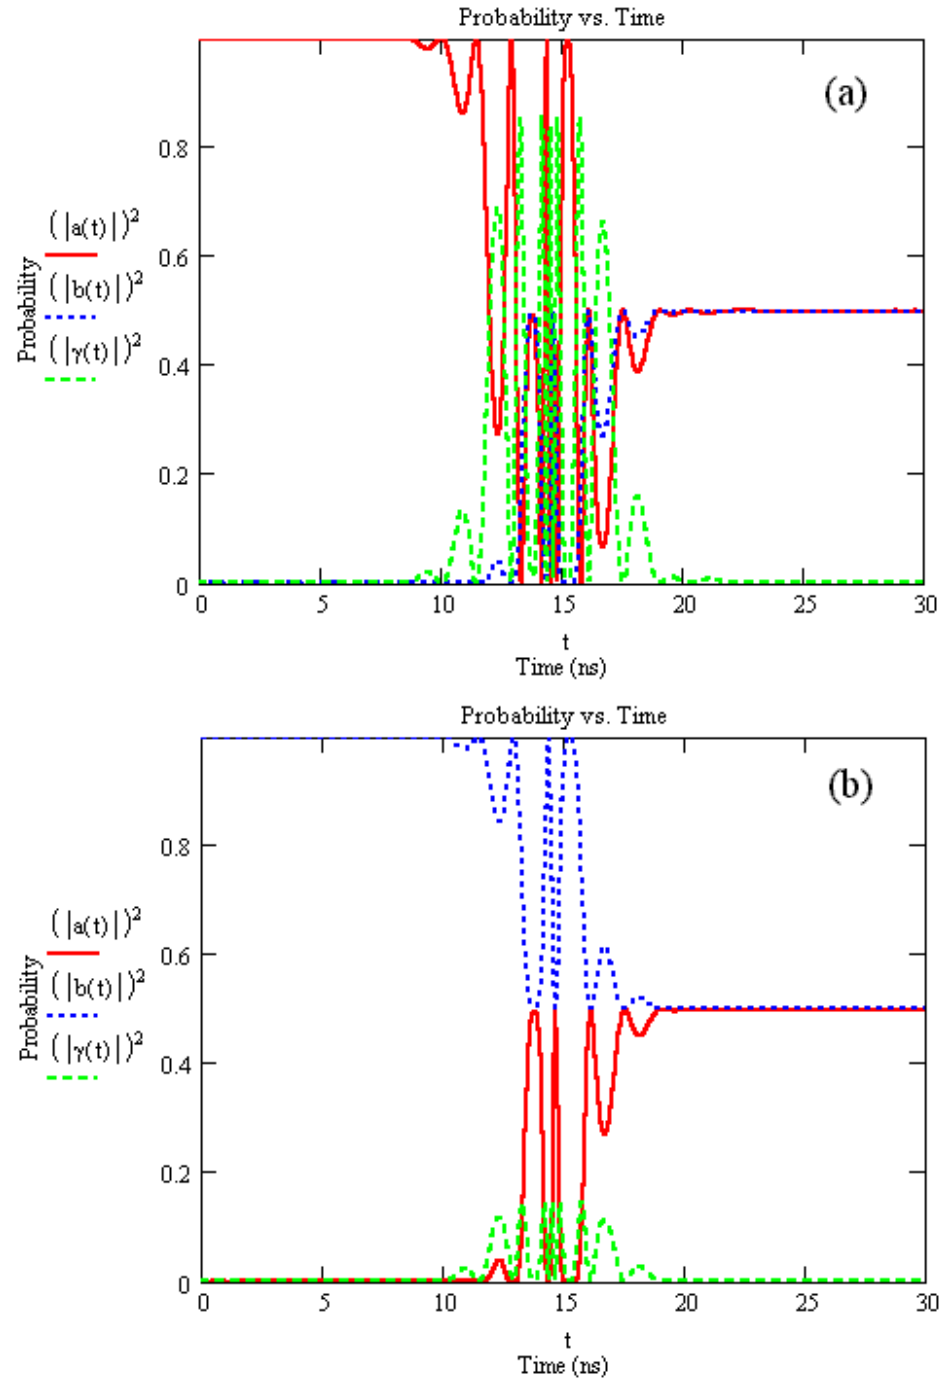 Probability vs. Time
(a)
0.8
(|a(t)|)²
0.6
(|b(t)|)²
Probability
(|γ(t)|)²
0.4
0.2
0
0 5 10 15 20 25 30
t
Time (ns)
Probability vs. Time
(b)
0.8
(|a(t)|)²
0.6
(|b(t)|)²
Probability
(|γ(t)|)²
0.4
0.2
0
0 5 10 15 20 25 30
t
Time (ns)